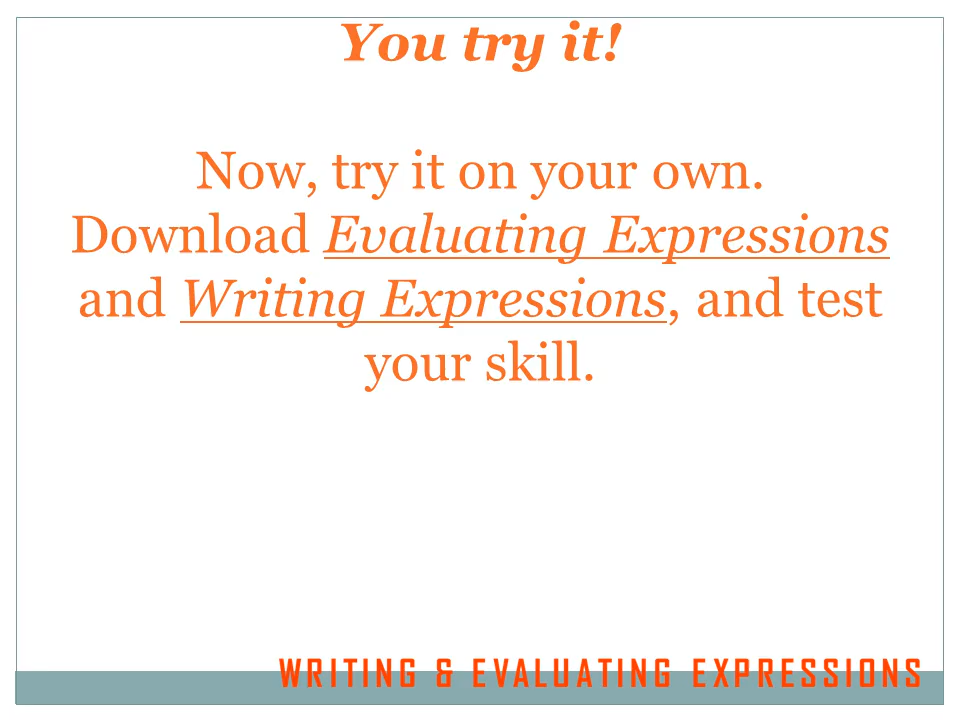 You try it!
Now, try it on your own.
Download Evaluating Expressions
and Writing Expressions, and test
your skill.
WRITING & EVALUATING EXPRESSIONS